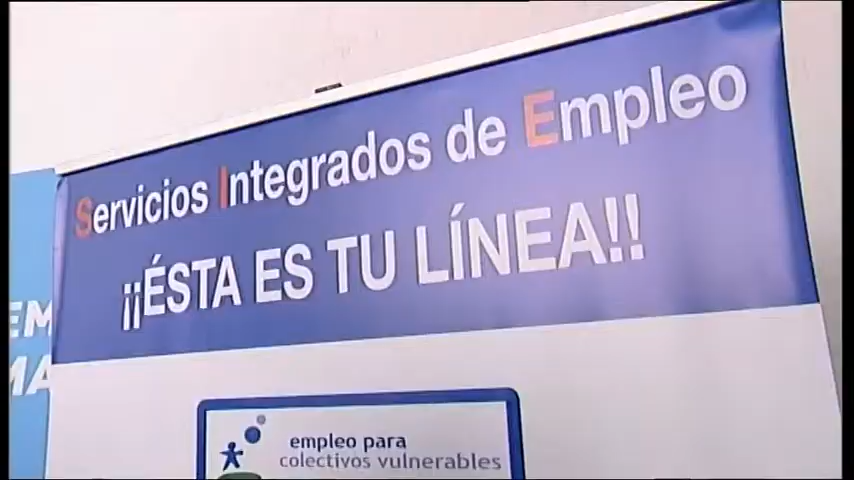 Servicios Integrados de Empleo
¡¡ÉSTA ES TU LÍNEA!!
empleo para
colectivos vulnerables